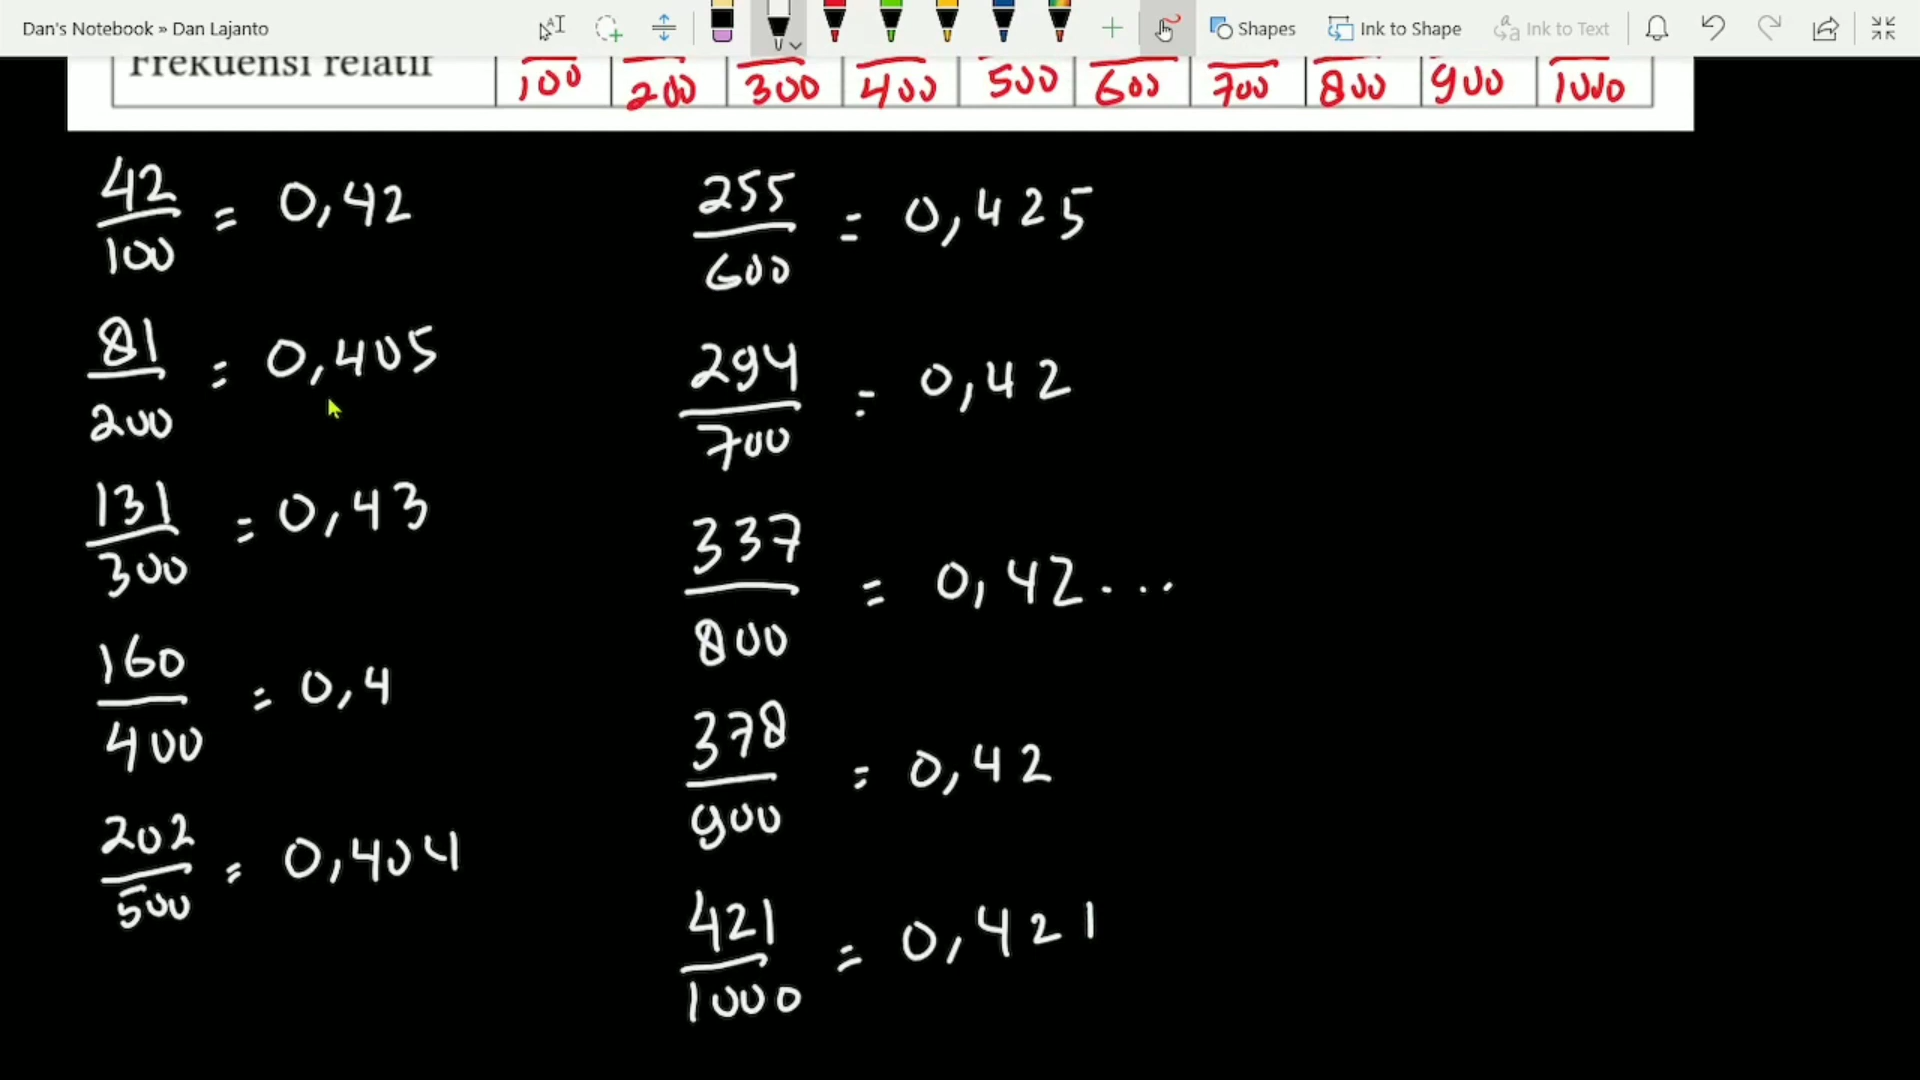 Dan's Notebook » Dan Lajanto
Shapes
Ink to Shape
Ink to Text
Frekuensi relatif
100 200 300 400 500 600 700 800 900 1000
42/100 = 0,42
81/200 = 0,405
131/300 = 0,43
160/400 = 0,4
202/500 = 0,404
255/600 = 0,425
294/700 = 0,42
337/800 = 0,42...
378/900 = 0,42
421/1000 = 0,421